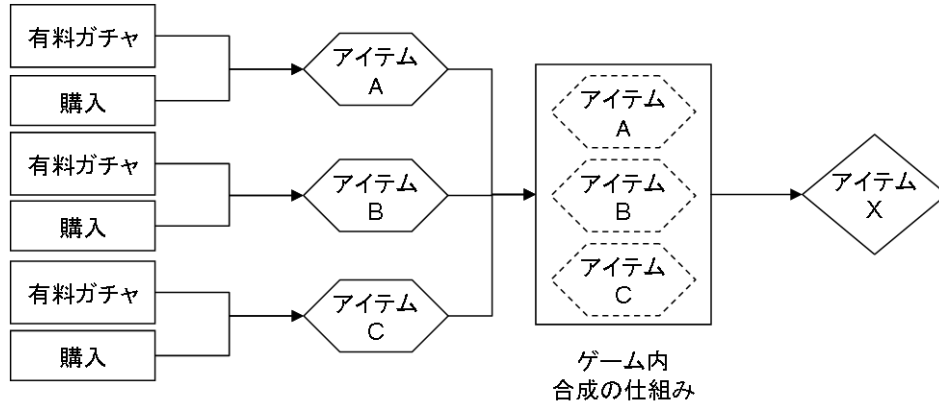 有料ガチャ
購入
アイテム
A
有料ガチャ
購入
アイテム
B
有料ガチャ
購入
アイテム
C
アイテム
A
アイテム
B
アイテム
C
ゲーム内
合成の仕組み
アイテム
X